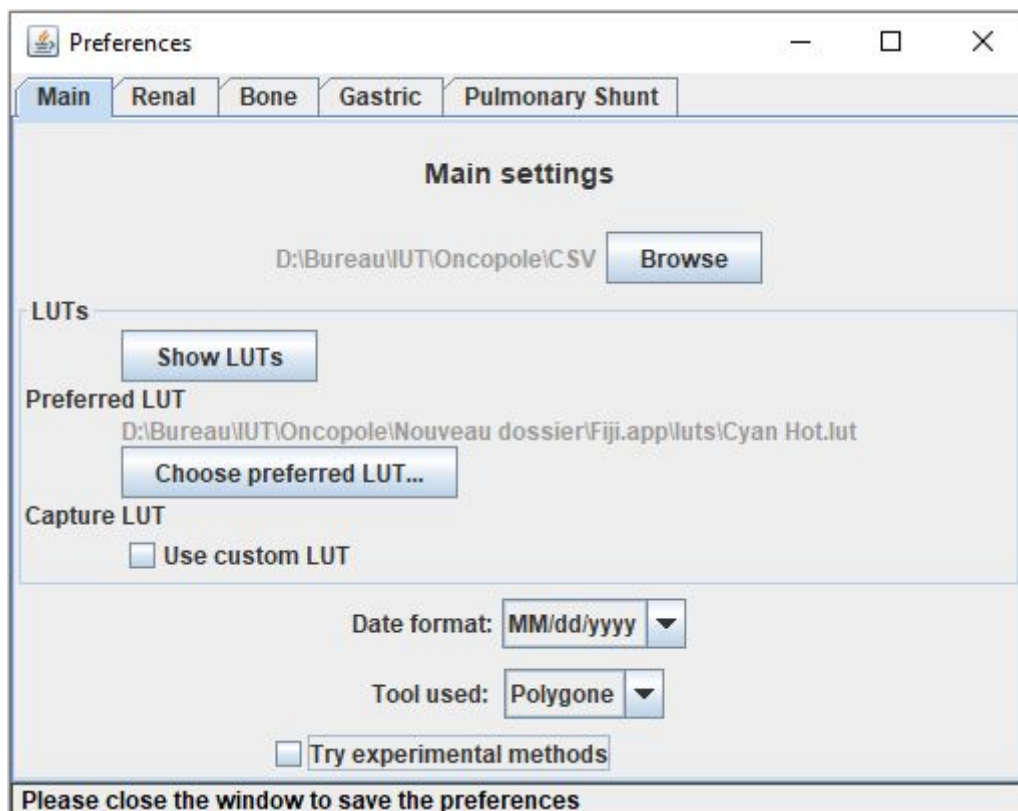 Preferences
Main Renal Bone Gastric Pulmonary Shunt
Main settings
D:\Bureau\IUT\Oncopole\CSV Browse
LUTs
Show LUTs
Preferred LUT
D:\Bureau\IUT\Oncopole\Nouveau dossier\Fiji.app\luts\Cyan Hot.lut
Choose preferred LUT...
Capture LUT
Use custom LUT
Date format: MM/dd/yyyy
Tool used: Polygone
Try experimental methods
Please close the window to save the preferences